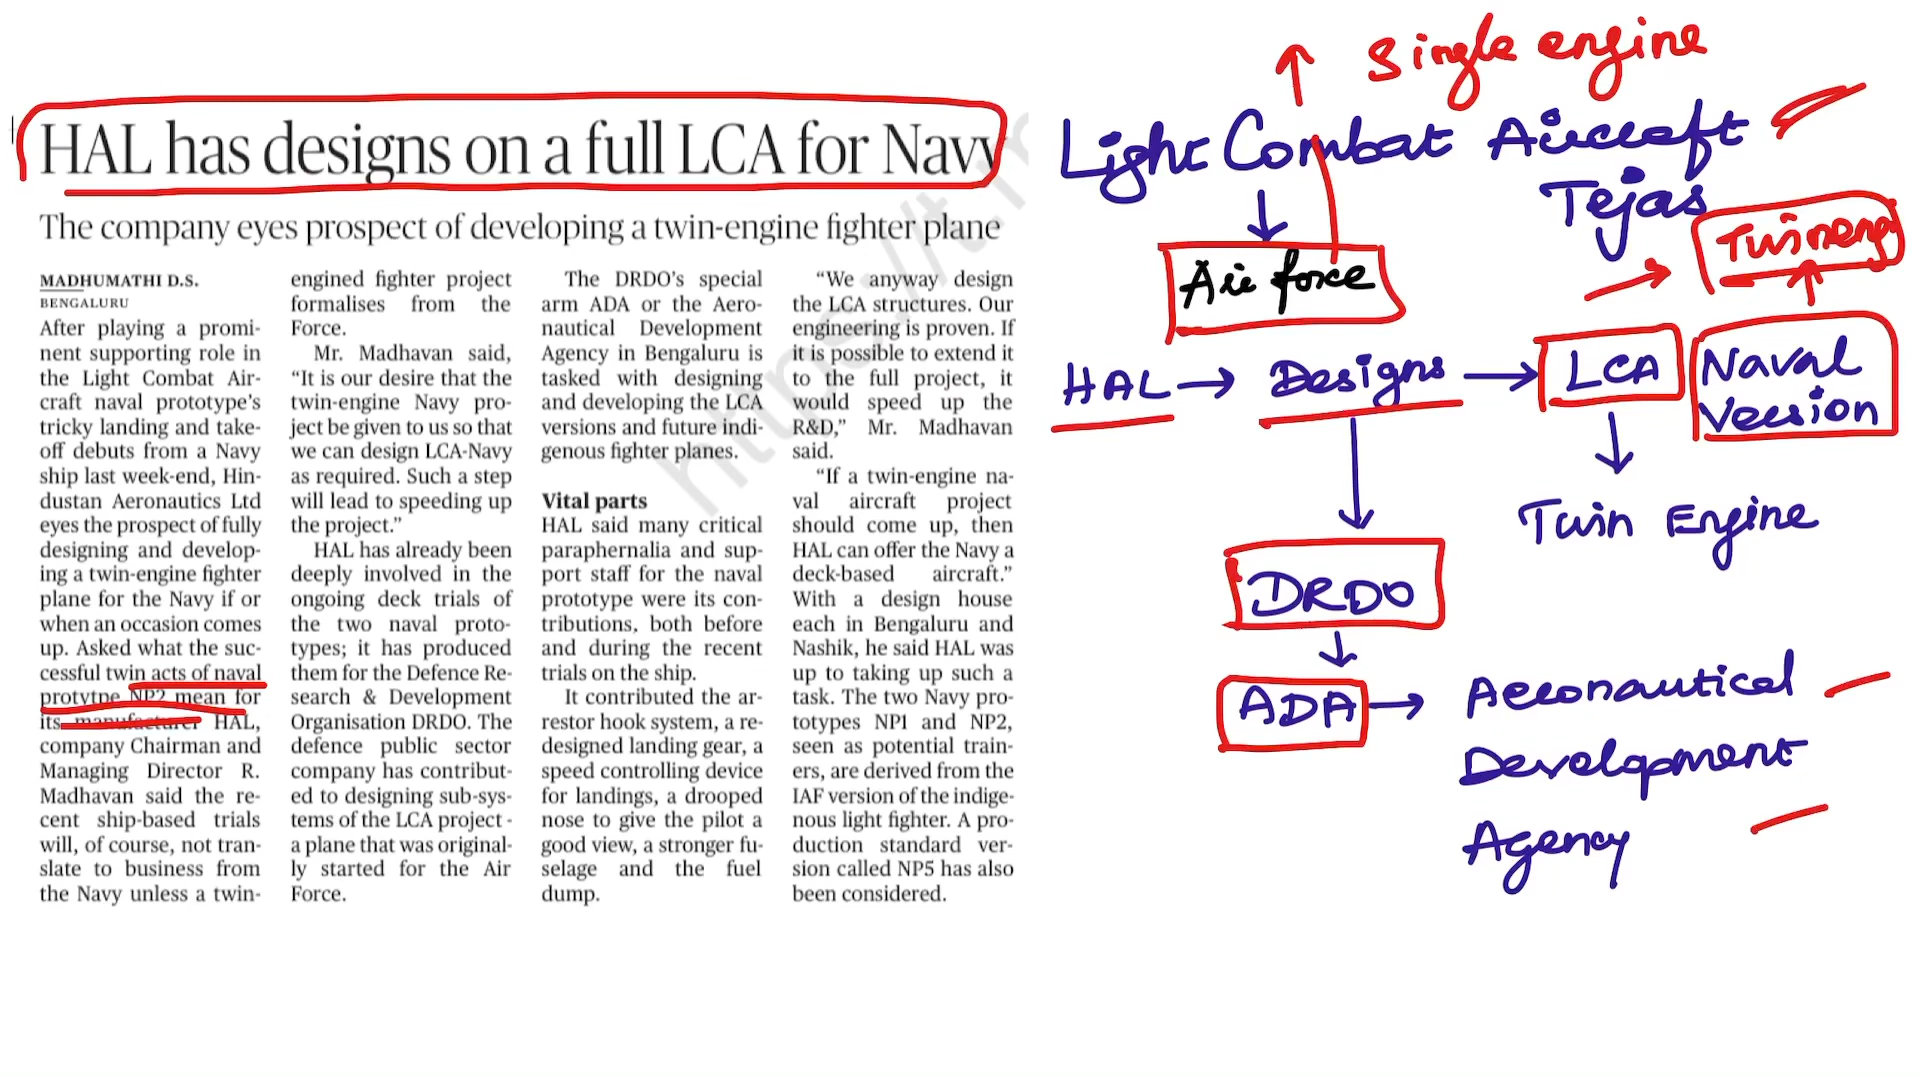 HAL has designs on a full LCA for Navy
The company eyes prospect of developing a twin-engine fighter plane
MADHUMATHI D.S.
BENGALURU
After playing a promi-
nent supporting role in
the Light Combat Air-
craft naval prototype's
tricky landing and take-
off debuts from a Navy
ship last week-end, Hin-
dustan Aeronautics Ltd
eyes the prospect of fully
designing and develop-
ing a twin-engine fighter
plane for the Navy if or
when an occasion comes
up. Asked what the suc-
cessful twin acts of naval
protytpe NP2 mean for
its manufacturer HAL,
company Chairman and
Managing Director R.
Madhavan said the re-
cent ship-based trials
will, of course, not tran-
slate to business from
the Navy unless a twin-
engined fighter project
formalises from the
Force.
Mr. Madhavan said,
"It is our desire that the
twin-engine Navy pro-
ject be given to us so that
we can design LCA-Navy
as required. Such a step
will lead to speeding up
the project."
HAL has already been
deeply involved in the
ongoing deck trials of
the two naval proto-
types; it has produced
them for the Defence Re-
search & Development
Organisation DRDO. The
defence public sector
company has contribut-
ed to designing sub-sys-
tems of the LCA project -
a plane that was original-
ly started for the Air
Force.
The DRDO's special
arm ADA or the Aero-
nautical Development
Agency in Bengaluru is
tasked with designing
and developing the LCA
versions and future indi-
genous fighter planes.
Vital parts
HAL said many critical
paraphernalia and sup-
port staff for the naval
prototype were its con-
tributions, both before
and during the recent
trials on the ship.
It contributed the ar-
restor hook system, a re-
designed landing gear, a
speed controlling device
for landings, a drooped
nose to give the pilot a
good view, a stronger fu-
selage and the fuel
dump.
"We anyway design
the LCA structures. Our
engineering is proven. If
it is possible to extend it
to the full project, it
would speed up the
R&D," Mr. Madhavan
said.
"If a twin-engine na-
val aircraft project
should come up, then
HAL can offer the Navy a
deck-based aircraft."
With a design house
each in Bengaluru and
Nashik, he said HAL was
up to taking up such a
task. The two Navy pro-
totypes NP1 and NP2,
seen as potential train-
ers, are derived from the
IAF version of the indige-
nous light fighter. A pro-
duction standard ver-
sion called NP5 has also
been considered.
https://t.m
Single engine
Light Combat Aircraft
Tejas
Twin eng
Air force
HAL → Designs → LCA Naval
Version
Twin Engine
DRDO
ADA → Aeronautical
Development
Agency